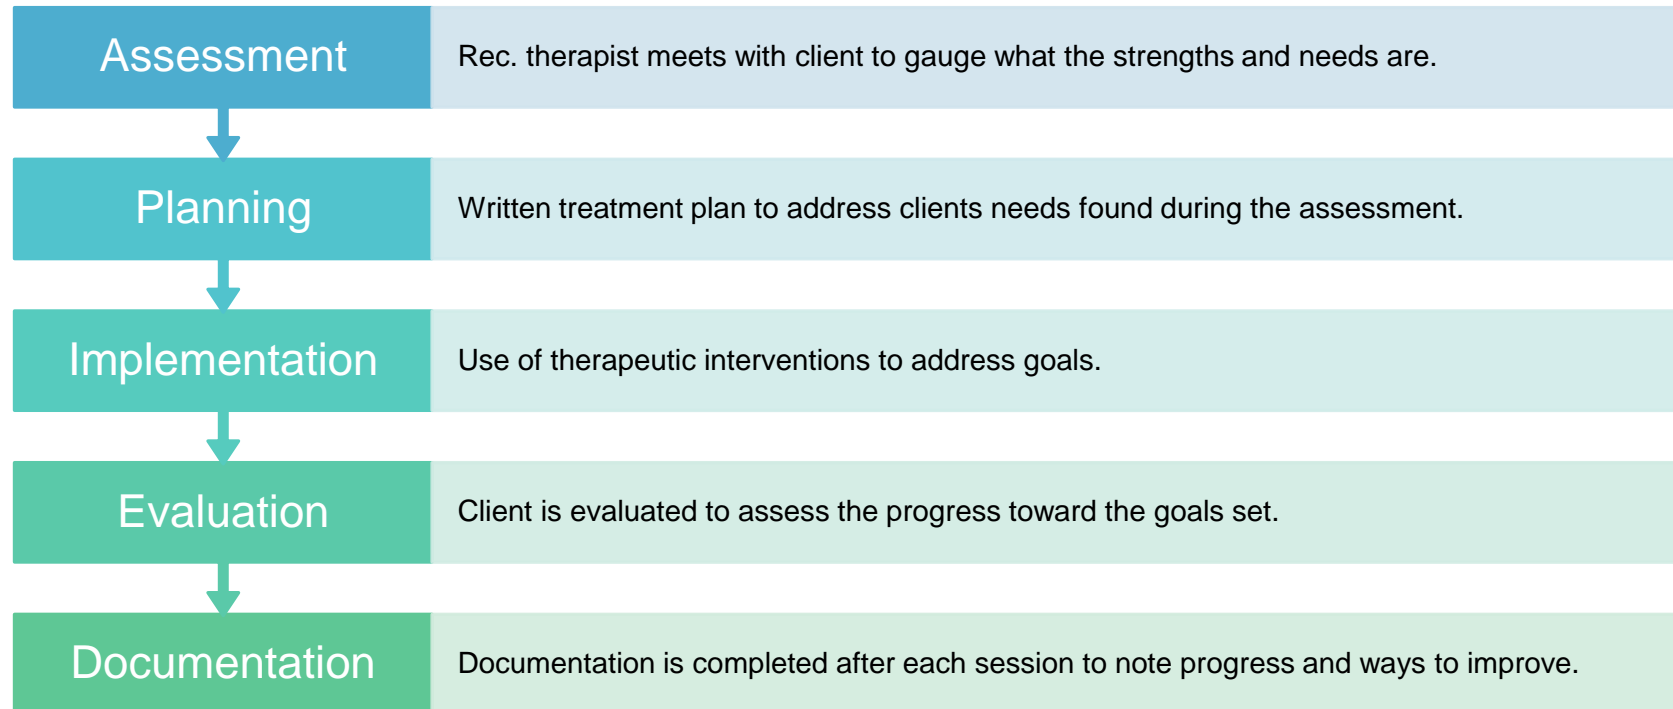 Assessment
Rec. therapist meets with client to gauge what the strengths and needs are.
Planning
Written treatment plan to address clients needs found during the assessment.
Implementation
Use of therapeutic interventions to address goals.
Evaluation
Client is evaluated to assess the progress toward the goals set.
Documentation
Documentation is completed after each session to note progress and ways to improve.